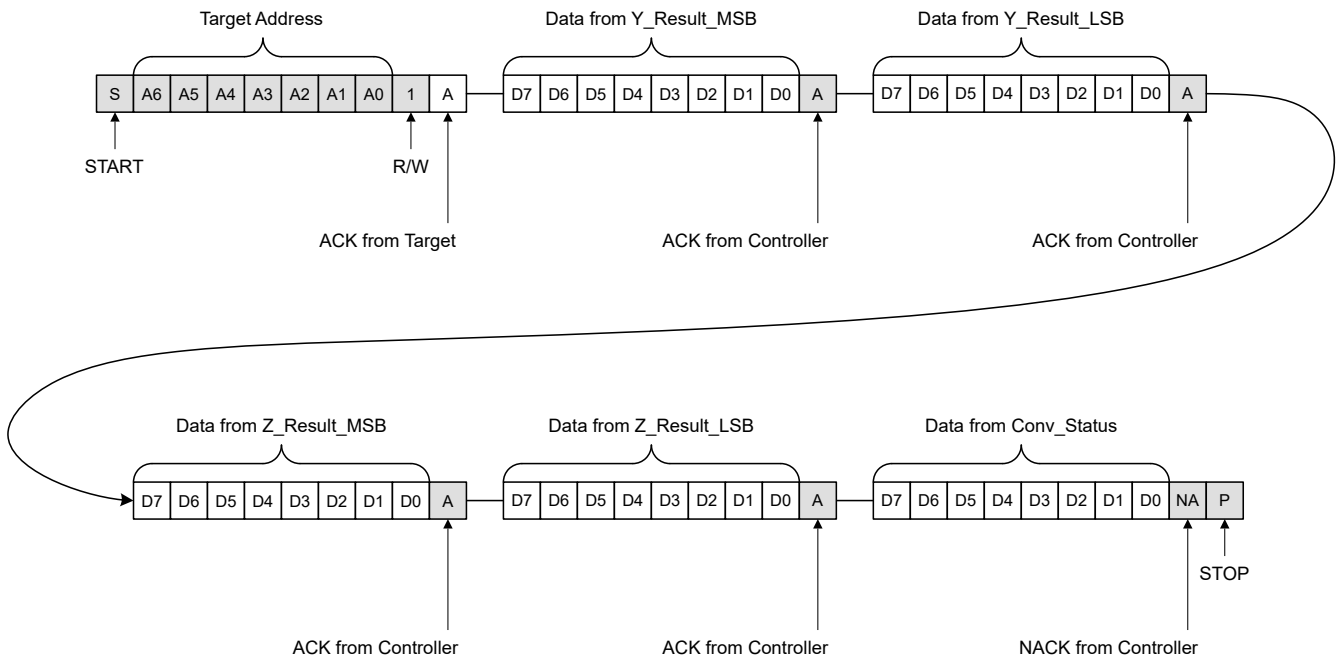 Target Address Data from Y_Result_MSB Data from Y_Result_LSB
S A6 A5 A4 A3 A2 A1 A0 1 A D7 D6 D5 D4 D3 D2 D1 D0 A D7 D6 D5 D4 D3 D2 D1 D0 A
START R/W
ACK from Target ACK from Controller ACK from Controller
Data from Z_Result_MSB Data from Z_Result_LSB Data from Conv_Status
D7 D6 D5 D4 D3 D2 D1 D0 A D7 D6 D5 D4 D3 D2 D1 D0 A D7 D6 D5 D4 D3 D2 D1 D0 NA P
STOP
ACK from Controller ACK from Controller NACK from Controller